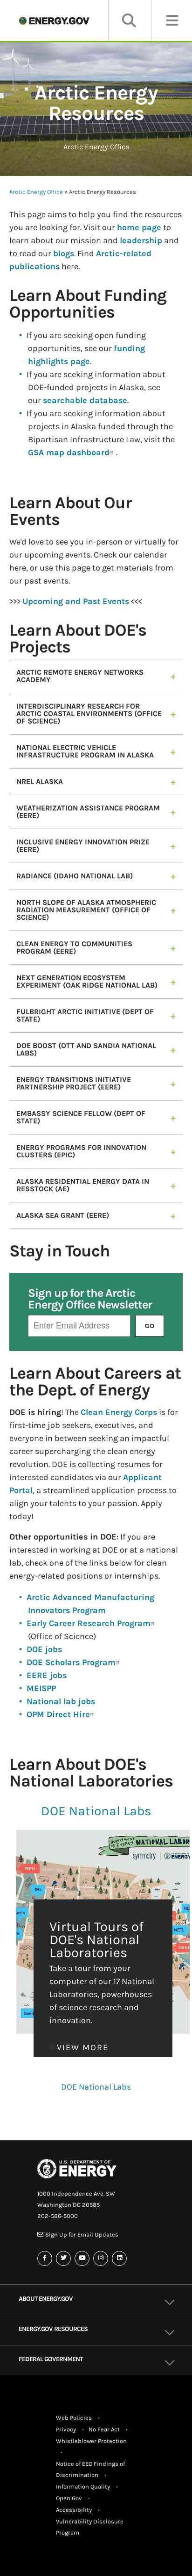 ENERGY.GOV
Arctic Energy
Resources
Arctic Energy Office
Arctic Energy Office » Arctic Energy Resources
This page aims to help you find the resources
you are looking for. Visit our home page to
learn about our mission and leadership and
to read our blogs. Find Arctic-related
publications here.
Learn About Funding
Opportunities
• If you are seeking open funding
opportunities, see our funding
highlights page.
• If you are seeking information about
DOE-funded projects in Alaska, see
our searchable database.
• If you are seeking information about
projects in Alaska funded through the
Bipartisan Infrastructure Law, visit the
GSA map dashboard .
Learn About Our
Events
We'd love to see you in-person or virtually for
our upcoming events. Check our calendar
here, or use this page to get information
from our past events.
>>> Upcoming and Past Events <<<
Learn About DOE's
Projects
ARCTIC REMOTE ENERGY NETWORKS
ACADEMY
INTERDISCIPLINARY RESEARCH FOR
ARCTIC COASTAL ENVIRONMENTS (OFFICE
OF SCIENCE)
NATIONAL ELECTRIC VEHICLE
INFRASTRUCTURE PROGRAM IN ALASKA
NREL ALASKA
WEATHERIZATION ASSISTANCE PROGRAM
(EERE)
INCLUSIVE ENERGY INNOVATION PRIZE
(EERE)
RADIANCE (IDAHO NATIONAL LAB)
NORTH SLOPE OF ALASKA ATMOSPHERIC
RADIATION MEASUREMENT (OFFICE OF
SCIENCE)
CLEAN ENERGY TO COMMUNITIES
PROGRAM (EERE)
NEXT GENERATION ECOSYSTEM
EXPERIMENT (OAK RIDGE NATIONAL LAB)
FULBRIGHT ARCTIC INITIATIVE (DEPT OF
STATE)
DOE BOOST (OTT AND SANDIA NATIONAL
LABS)
ENERGY TRANSITIONS INITIATIVE
PARTNERSHIP PROJECT (EERE)
EMBASSY SCIENCE FELLOW (DEPT OF
STATE)
ENERGY PROGRAMS FOR INNOVATION
CLUSTERS (EPIC)
ALASKA RESIDENTIAL ENERGY DATA IN
RESSTOCK (AE)
ALASKA SEA GRANT (EERE)
Stay in Touch
Sign up for the Arctic
Energy Office Newsletter
Enter Email Address
GO
Learn About Careers at
the Dept. of Energy
DOE is hiring! The Clean Energy Corps is seeking
for first-time job seekers, executives, and
everyone in between seeking an impactful
career supercharging the clean energy
revolution. DOE is collecting resumes from
interested candidates via our Applicant
Portal, a streamlined application process to
match your interests to our openings. Apply
today!
Other opportunities in DOE: If you are
interested in working at DOE or at a national
lab, check one of the links below for clean
energy-specific positions or internships.
• Arctic Advanced Manufacturing
Innovators Program
• Early Career Research Program
(Office of Science)
• DOE jobs
• DOE Scholars Program
• EERE jobs
• MEISPP
• National lab jobs
• OPM Direct Hire
Learn About DOE's
National Laboratories
DOE National Labs
symmetry
ENERGY
Virtual Tours of
DOE's National
Laboratories
Take a tour from your
computer of our 17 National
Laboratories, powerhouses
of science research and
innovation.
VIEW MORE
DOE National Labs
U.S. DEPARTMENT OF
ENERGY
1000 Independence Ave. SW
Washington DC 20585
202-586-5000
Sign Up for Email Updates
ABOUT ENERGY.GOV
ENERGY.GOV RESOURCES
FEDERAL GOVERNMENT
Web Policies •
Privacy • No Fear Act •
Whistleblower Protection
•
Notice of EEO Findings of
Discrimination •
Information Quality •
Open Gov •
Accessibility •
Vulnerability Disclosure
Program